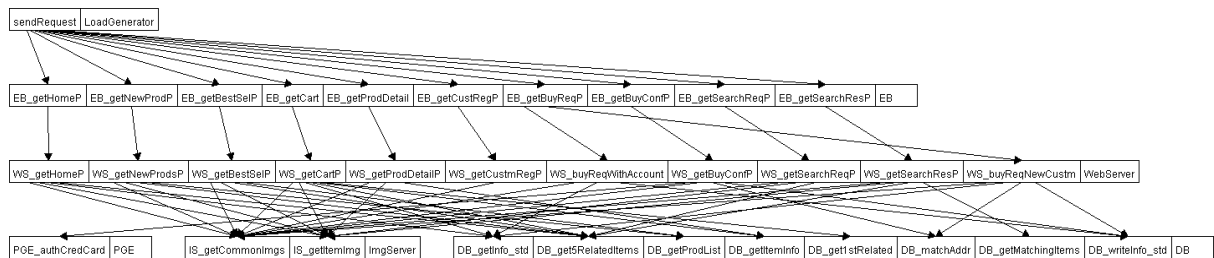 sendRequest LoadGenerator
EB_getHomeP EB_getNewProdP EB_getBestSelP EB_getCart EB_getProdDetail EB_getCustRegP EB_getBuyReqP EB_getBuyConfP EB_getSearchReqP EB_getSearchResP EB
WS_getHomeP WS_getNewProdsP WS_getBestSelP WS_getCartP WS_getProdDetailP WS_getCustmRegP WS_buyReqWithAccount WS_getBuyConfP WS_getSearchReqP WS_getSearchResP WS_buyReqNewCustm WebServer
PGE_authCredCard PGE IS_getCommonImgs IS_getItemImg ImgServer DB_getInfo_std DB_get5RelatedItems DB_getProdList DB_getItemInfo DB_get1stRelated DB_matchAddr DB_getMatchingItems DB_writeInfo_std DB